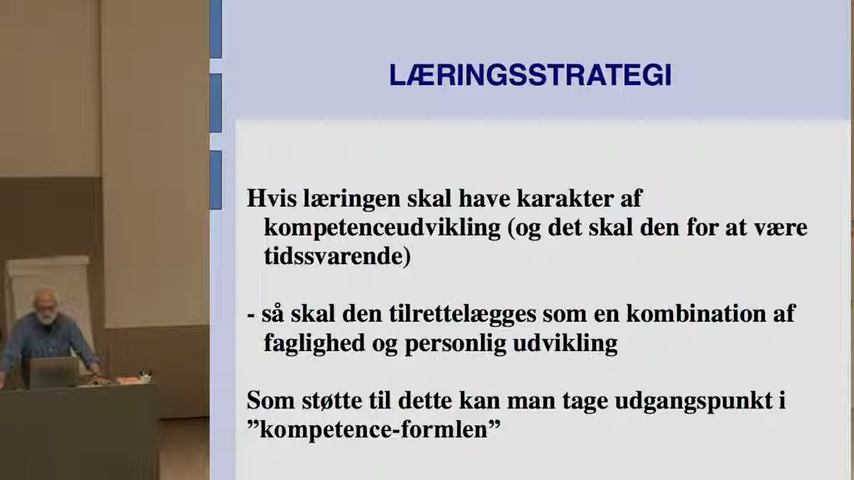 LÆRINGSSTRATEGI
Hvis læringen skal have karakter af
kompetenceudvikling (og det skal den for at være
tidssvarende)
- så skal den tilrettelægges som en kombination af
faglighed og personlig udvikling
Som støtte til dette kan man tage udgangspunkt i
”kompetence-formlen”